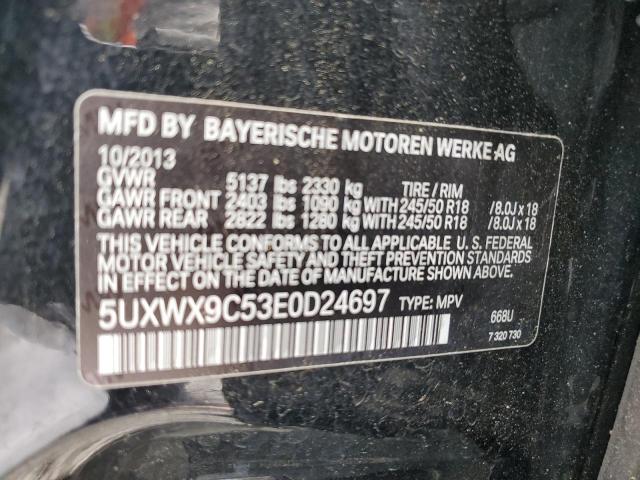 MFD BY BAYERISCHE MOTOREN WERKE AG
10/2013
GVWR 5137 lbs 2330 kg TIRE / RIM
GAWR FRONT 2403 lbs 1090 kg WITH 245/50 R18 /8.0J x 18
GAWR REAR 2822 lbs 1280 kg WITH 245/50 R18 /8.0J x 18
THIS VEHICLE CONFORMS TO ALL APPLICABLE U. S. FEDERAL
MOTOR VEHICLE SAFETY AND THEFT PREVENTION STANDARDS
IN EFFECT ON THE DATE OF MANUFACTURE SHOWN ABOVE.
5UXWX9C53E0D24697 TYPE: MPV
668U
7 320 730